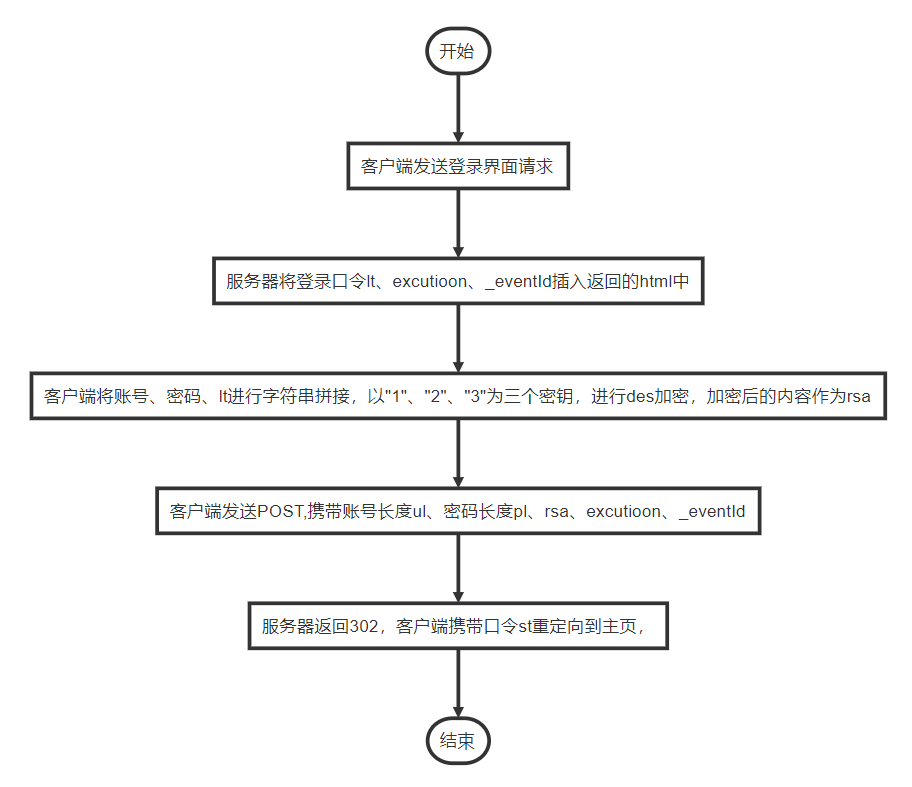 开始
客户端发送登录界面请求
服务器将登录口令lt、excutioon、_eventId插入返回的html中
客户端将账号、密码、lt进行字符串拼接，以"1"、"2"、"3"为三个密钥，进行des加密，加密后的内容作为rsa
客户端发送POST,携带账号长度ul、密码长度pl、rsa、excutioon、_eventId
服务器返回302，客户端携带口令st重定向到主页，
结束